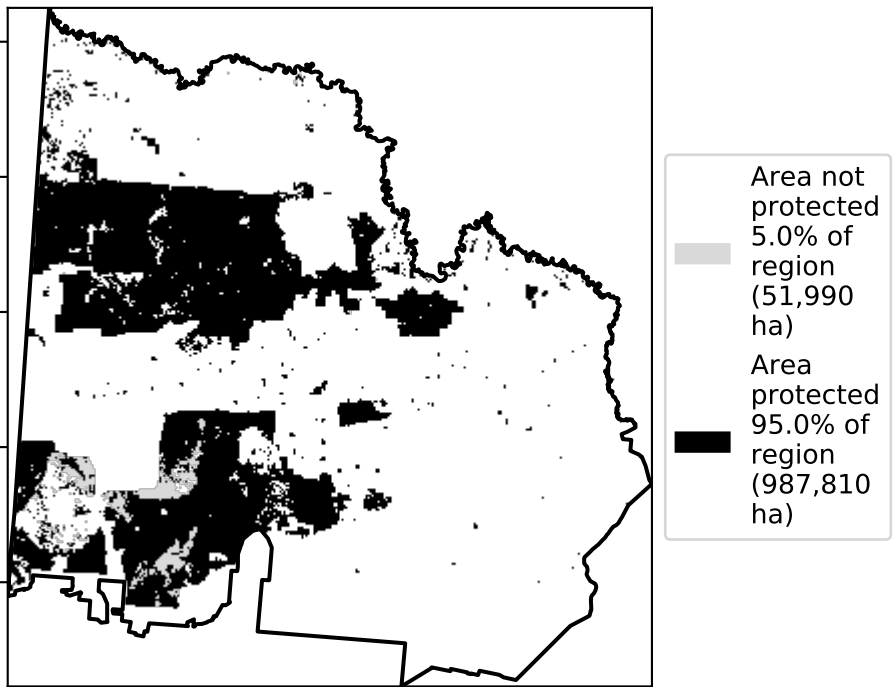 Area not
protected
5.0% of
region
(51,990
ha)
Area
protected
95.0% of
region
(987,810
ha)